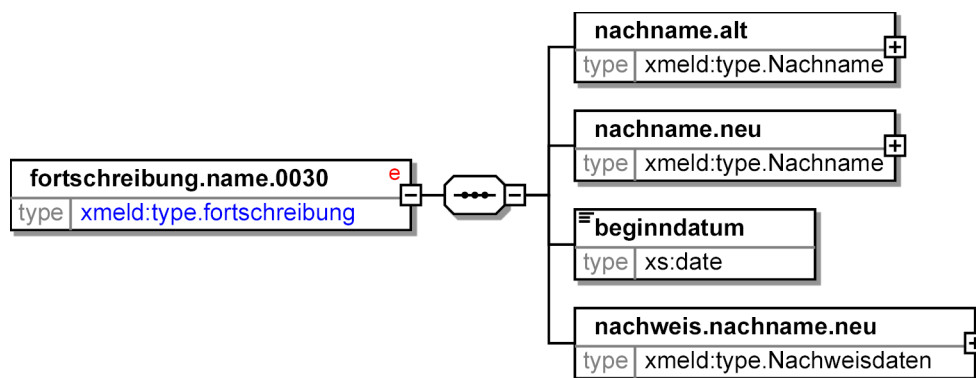 nachname.alt
type xmeld:type.Nachname
nachname.neu
type xmeld:type.Nachname
fortschreibung.name.0030 e
type xmeld:type.fortschreibung
beginndatum
type xs:date
nachweis.nachname.neu
type xmeld:type.Nachweisdaten